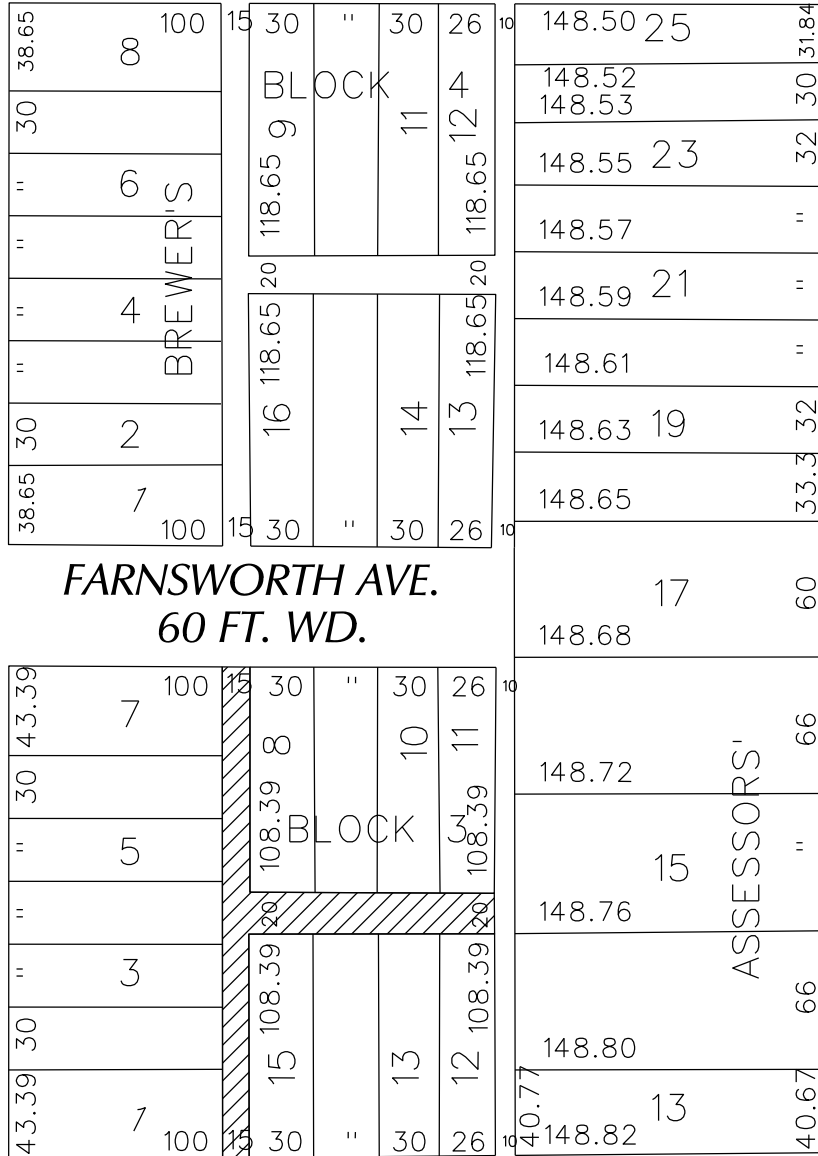 38.65 8 100 15 30 " 30 26 10 148.50 25 31.84
BLOCK 4
30 9 11 12 148.52 30
148.53
118.65 118.65 148.55 23 32
" 6
BREWER'S
" 148.57 "
20 20
" 4 148.59 21 "
118.65 118.65
" 148.61 "
30 2 16 14 13 148.63 19 32
38.65 1 148.65 33.3
100 15 30 " 30 26 10
FARNSWORTH AVE.
60 FT. WD.
17 60
148.68
43.39 7 100 15 30 " 30 26 10
8 10 11 66
30 108.39 108.39 148.72
BLOCK 3
ASSESSORS'
" 5 15 "
" 20 20 148.76
" 3 108.39 108.39 66
30 15 13 12 148.80
43.39 1 40.77 13 40.67
100 15 30 " 30 26 10 148.82